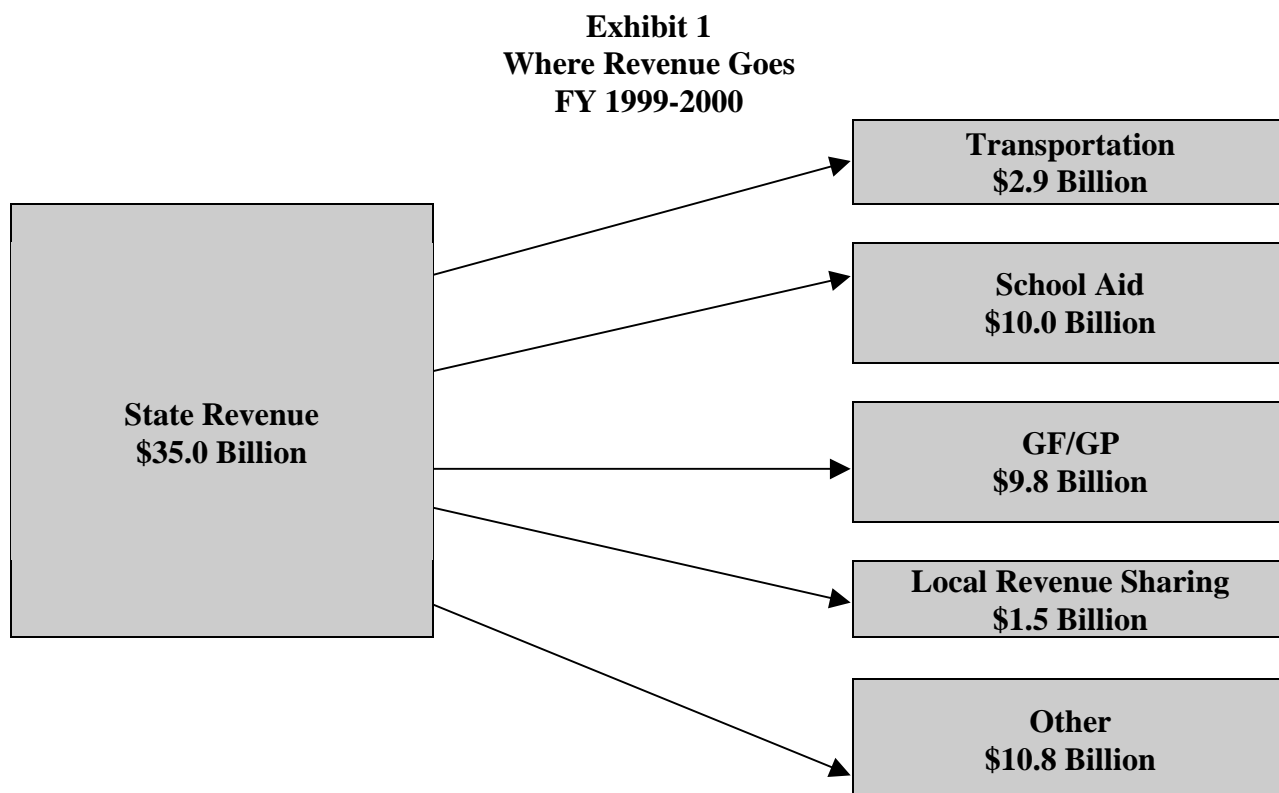 Exhibit 1
Where Revenue Goes
FY 1999-2000
Transportation
$2.9 Billion
School Aid
$10.0 Billion
State Revenue
$35.0 Billion
GF/GP
$9.8 Billion
Local Revenue Sharing
$1.5 Billion
Other
$10.8 Billion